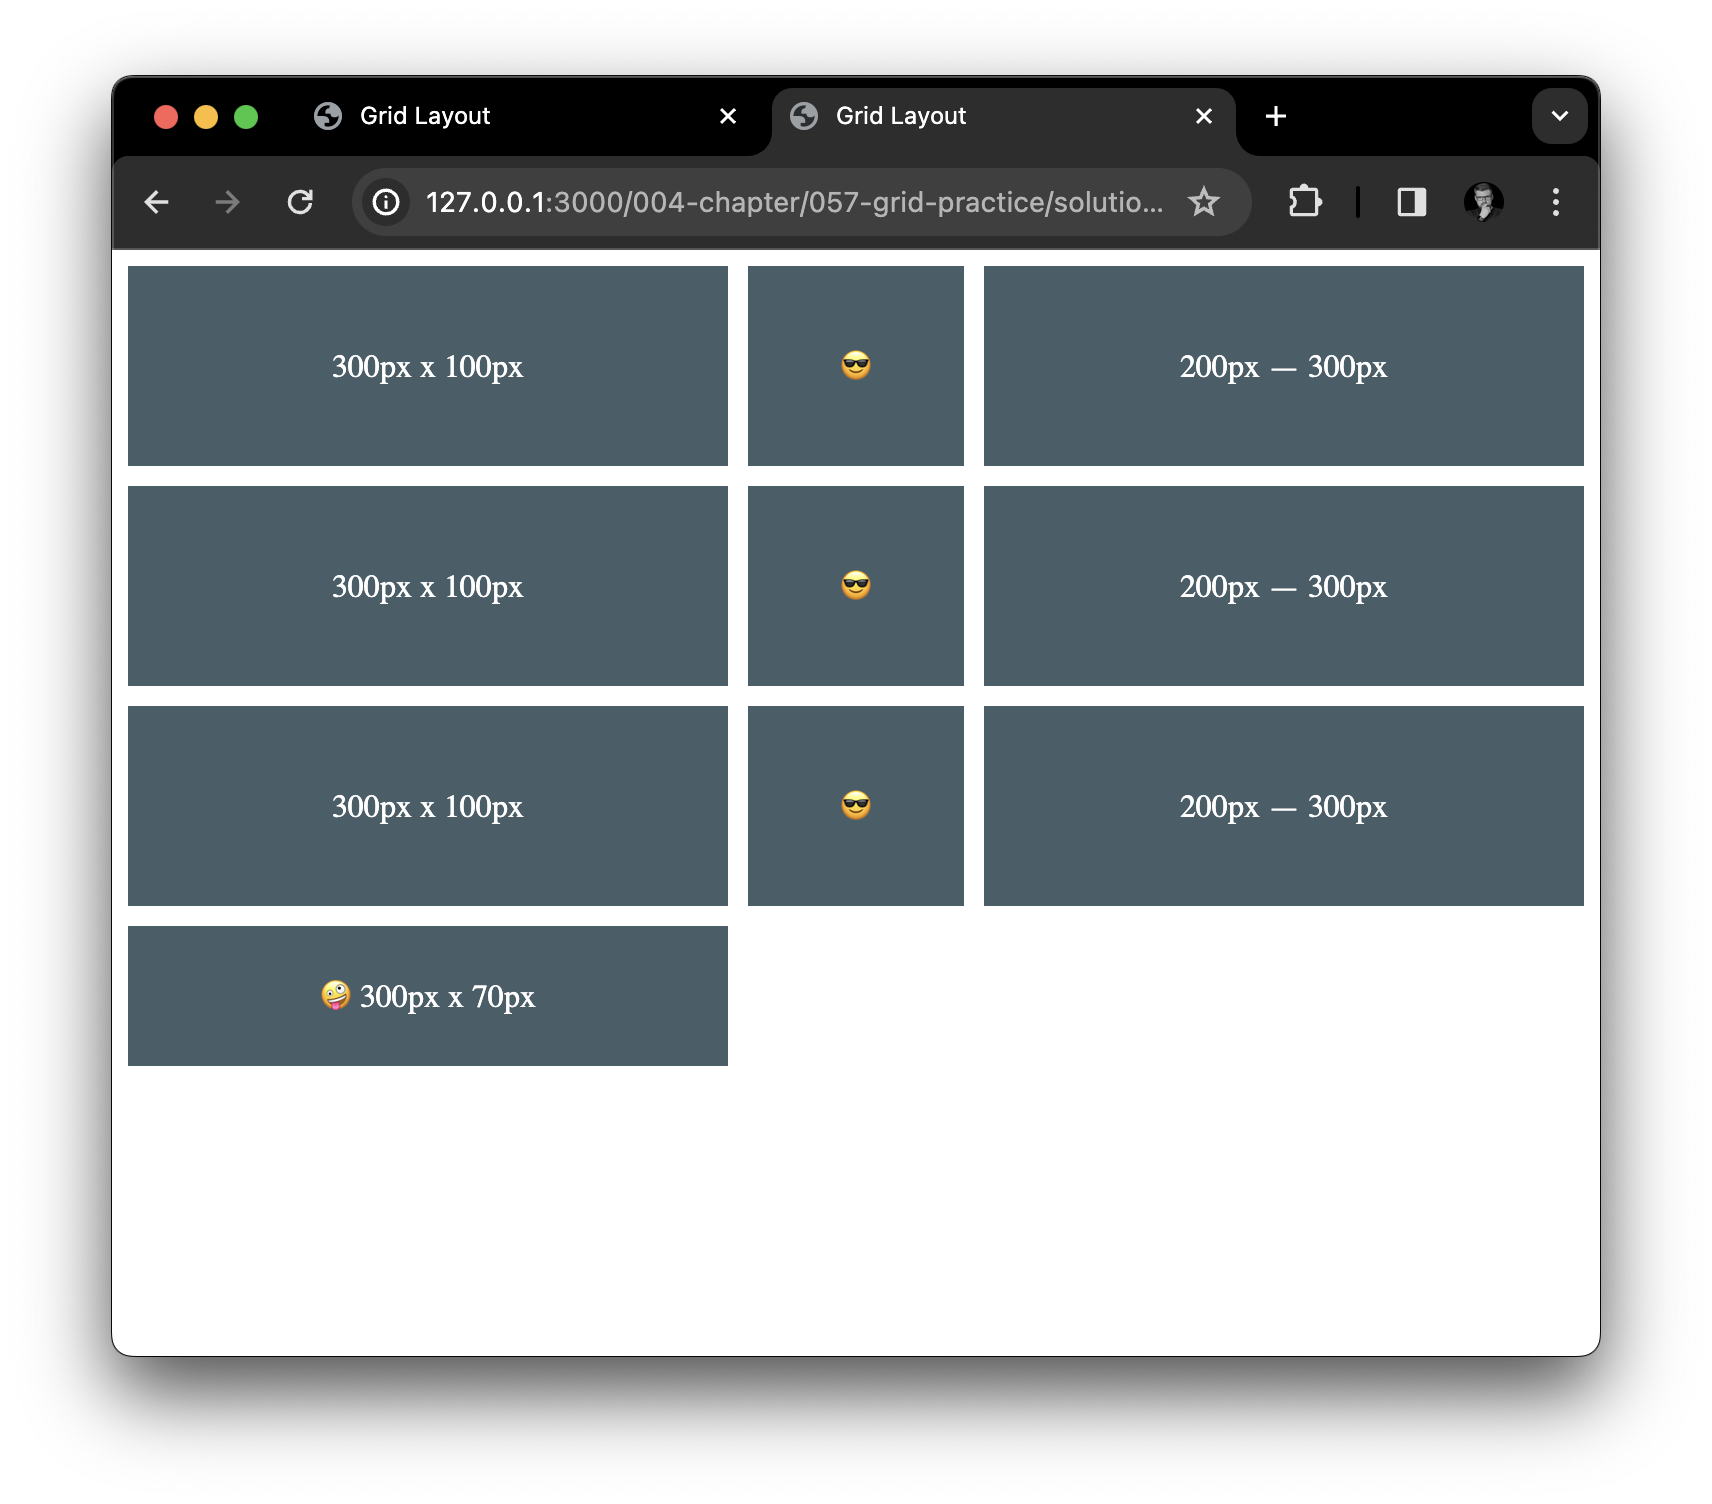 Grid Layout
Grid Layout
127.0.0.1:3000/004-chapter/057-grid-practice/solutio...
300px x 100px
😎
200px — 300px
300px x 100px
😎
200px — 300px
300px x 100px
😎
200px — 300px
🤪 300px x 70px